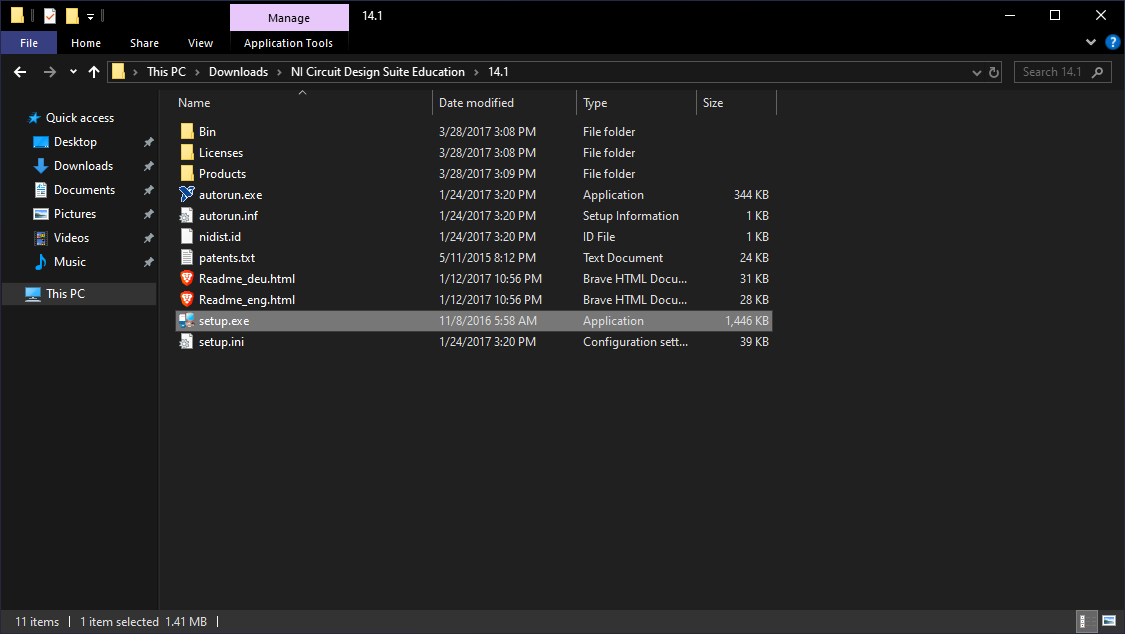 Manage
14.1
File
Home
Share
View
Application Tools
?
This PC
Downloads
NI Circuit Design Suite Education
14.1
Search 14.1
Quick access
Desktop
Downloads
Documents
Pictures
Videos
Music
This PC
Name Date modified Type Size
Bin 3/28/2017 3:08 PM File folder
Licenses 3/28/2017 3:08 PM File folder
Products 3/28/2017 3:09 PM File folder
autorun.exe 1/24/2017 3:20 PM Application 344 KB
autorun.inf 1/24/2017 3:20 PM Setup Information 1 KB
nidist.id 1/24/2017 3:20 PM ID File 1 KB
patents.txt 5/11/2015 8:12 PM Text Document 24 KB
Readme_deu.html 1/12/2017 10:56 PM Brave HTML Docu... 31 KB
Readme_eng.html 1/12/2017 10:56 PM Brave HTML Docu... 28 KB
setup.exe 11/8/2016 5:58 AM Application 1,446 KB
setup.ini 1/24/2017 3:20 PM Configuration sett... 39 KB
11 items 1 item selected 1.41 MB